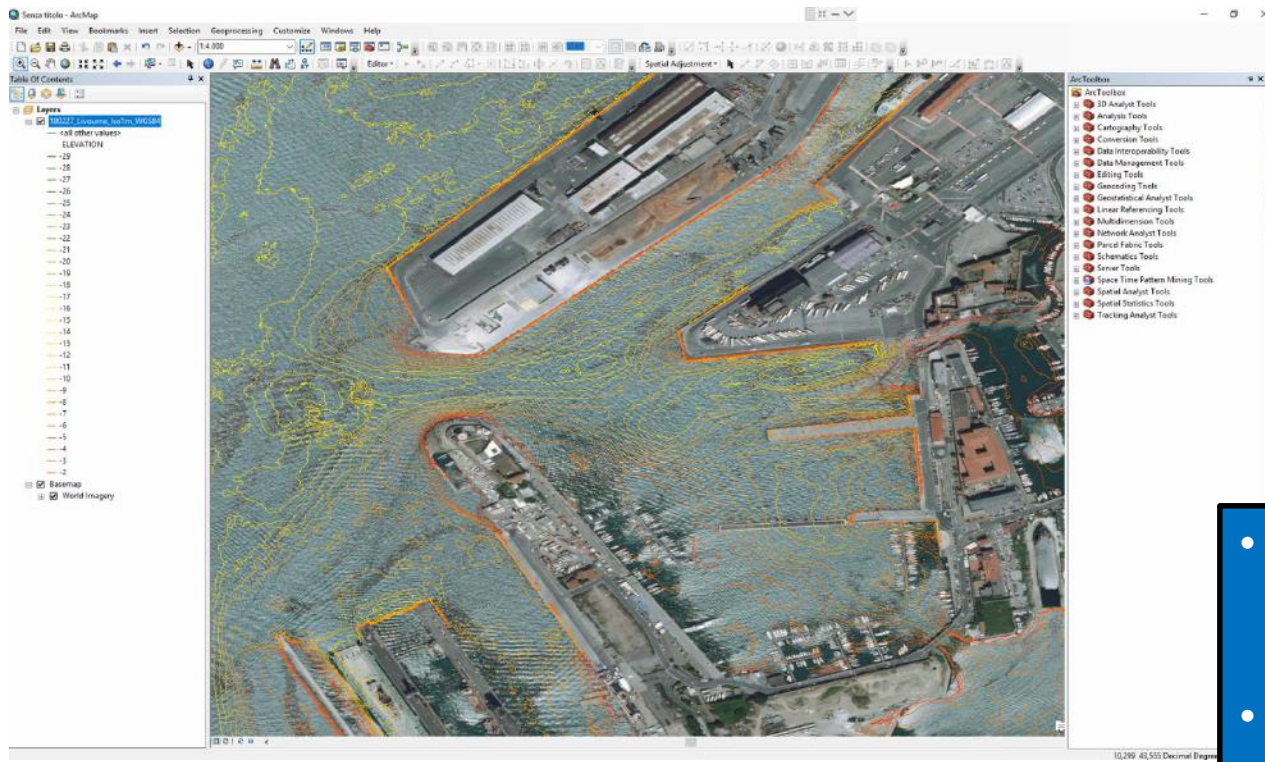 Senza titolo - ArcMap
File Edit View Bookmarks Insert Selection Geoprocessing Customize Windows Help
1:4.000
Editor
Spatial Adjustment
Table Of Contents
Layers
<all other values>
ELEVATION
-29
-28
-27
-26
-25
-24
-23
-22
-21
-20
-19
-18
-17
-16
-15
-14
-13
-12
-11
-10
-9
-8
-7
-6
-5
-4
-3
-2
Basemap
World Imagery
ArcToolbox
ArcToolbox
3D Analyst Tools
Analysis Tools
Cartography Tools
Conversion Tools
Data Interoperability Tools
Data Management Tools
Editing Tools
Geocoding Tools
Geostatistical Analyst Tools
Linear Referencing Tools
Multidimension Tools
Network Analyst Tools
Parcel Fabric Tools
Schematics Tools
Server Tools
Space Time Pattern Mining Tools
Spatial Analyst Tools
Spatial Statistics Tools
Tracking Analyst Tools
10,299 43,555 Decimal Degree